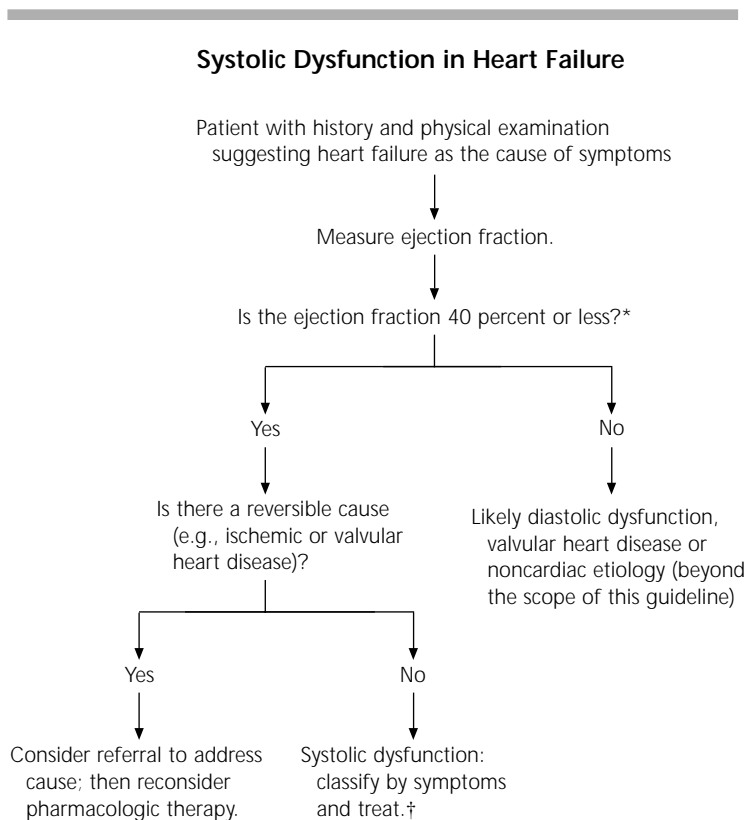 Systolic Dysfunction in Heart Failure
Patient with history and physical examination
suggesting heart failure as the cause of symptoms
Measure ejection fraction.
Is the ejection fraction 40 percent or less?*
Yes
No
Is there a reversible cause
(e.g., ischemic or valvular
heart disease)?
Likely diastolic dysfunction,
valvular heart disease or
noncardiac etiology (beyond
the scope of this guideline)
Yes
No
Consider referral to address
cause; then reconsider
pharmacologic therapy.
Systolic dysfunction:
classify by symptoms
and treat.†